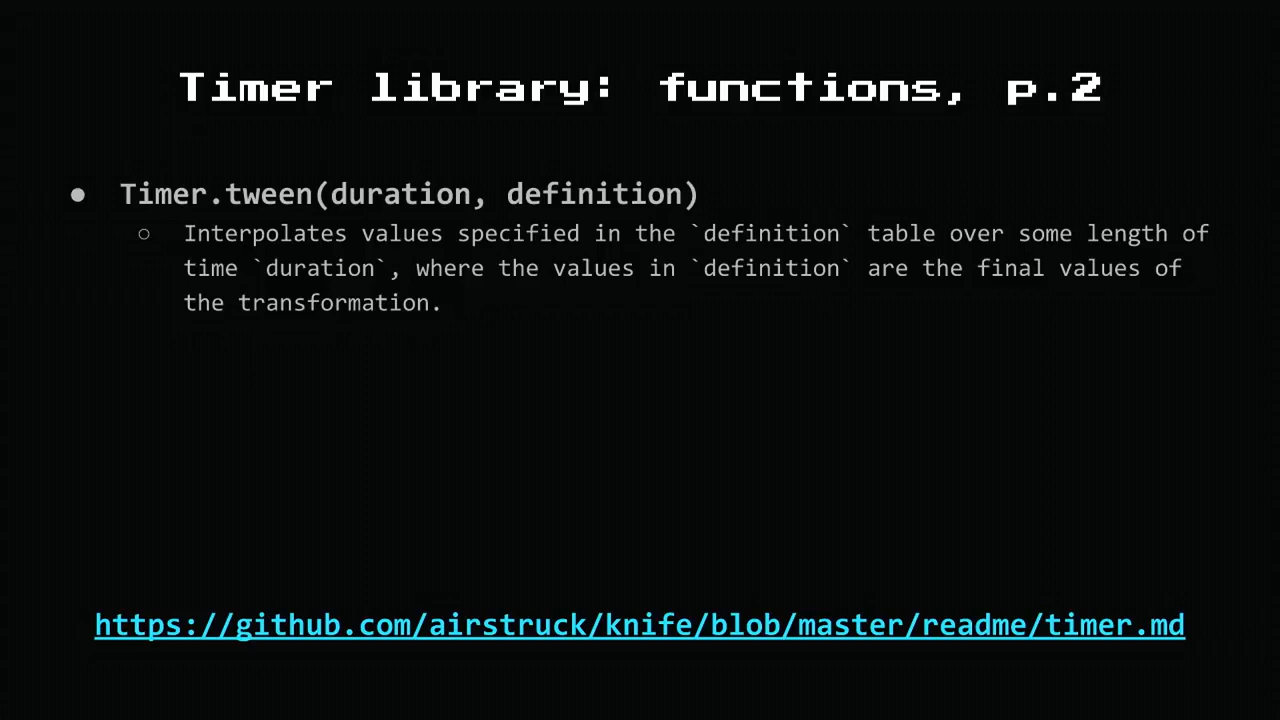 Timer library: functions, p.2
● Timer.tween(duration, definition)
○ Interpolates values specified in the `definition` table over some length of
time `duration`, where the values in `definition` are the final values of
the transformation.
https://github.com/airstruck/knife/blob/master/readme/timer.md